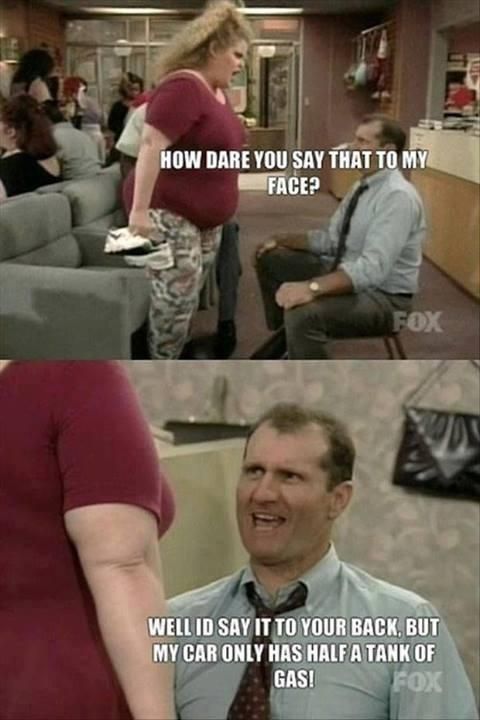 HOW DARE YOU SAY THAT TO MY
FACE?
FOX
WELL ID SAY IT TO YOUR BACK, BUT
MY CAR ONLY HAS HALF A TANK OF
GAS!
FOX